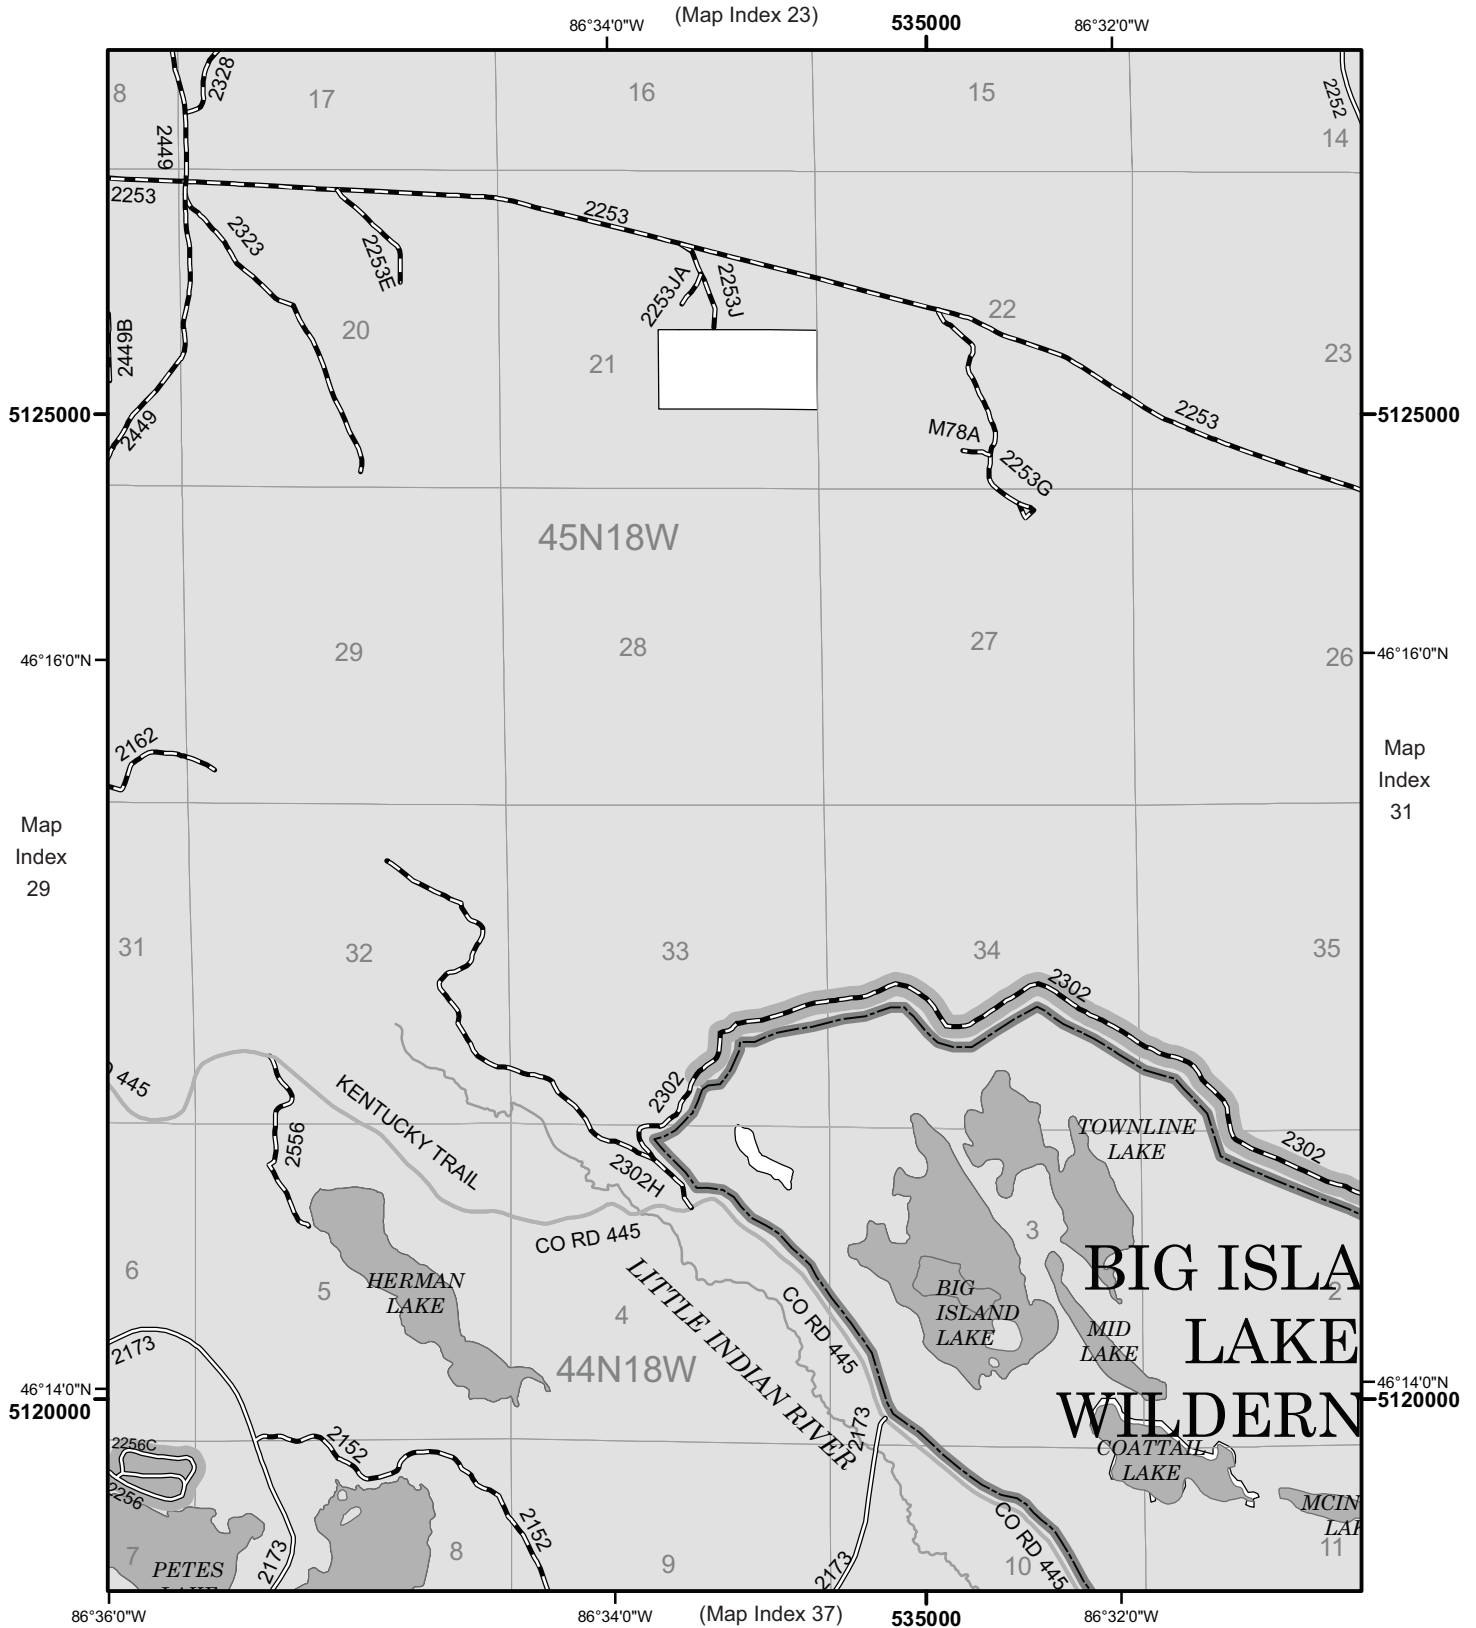 (Map Index 23)
86°34'0"W
535000
86°32'0"W
8
17
16
15
14
2328
2449
2252
2253
2323
2253E
2253
2253JA
2253J
2449B
20
21
22
23
5125000
5125000
2449
M78A
2253G
2253
45N18W
29
28
27
26
46°16'0"N
46°16'0"N
2162
Map
Index
29
Map
Index
31
31
32
33
34
35
2302
445
KENTUCKY TRAIL
2302
2556
2302H
TOWNLINE
LAKE
2302
CO RD 445
6
5
4
3
2
HERMAN
LAKE
LITTLE INDIAN RIVER
CO RD 445
BIG
ISLAND
LAKE
MID
LAKE
BIG ISLA
LAKE
WILDERN
2173
44N18W
46°14'0"N
5120000
46°14'0"N
5120000
2173
2256C
2256
2152
COATTAIL
LAKE
MCIN
LAK
2152
2173
2173
CO RD 445
7
8
9
10
11
PETES
LAKE
86°36'0"W
86°34'0"W
(Map Index 37)
535000
86°32'0"W